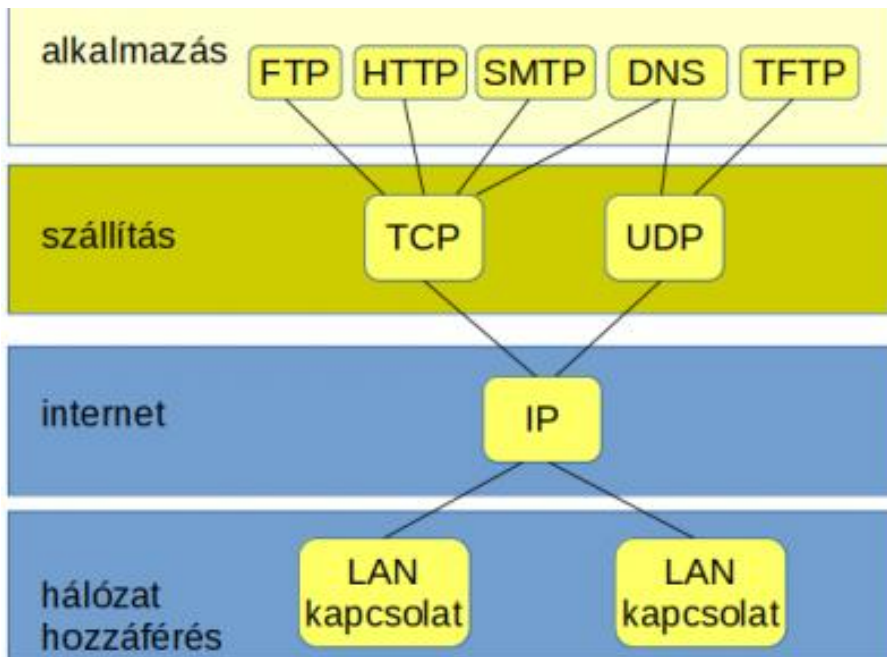 alkalmazás
FTP HTTP SMTP DNS TFTP
szállítás
TCP UDP
internet
IP
LAN kapcsolat
LAN kapcsolat
hálózat
hozzáférés